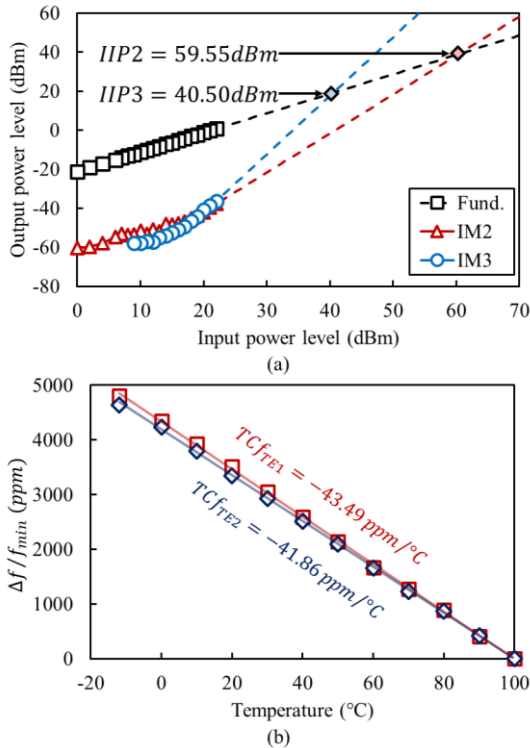 60
40
20
0
-20
-40
-60
-80
Output power level (dBm)
IIP2 = 59.55dBm
IIP3 = 40.50dBm
Fund.
IM2
IM3
0 10 20 30 40 50 60 70
Input power level (dBm)
(a)
5000
4000
3000
2000
1000
0
Δf/f_min (ppm)
TCf_TE1 = −43.49 ppm/°C
TCf_TE2 = −41.86 ppm/°C
-20 0 20 40 60 80 100
Temperature (°C)
(b)